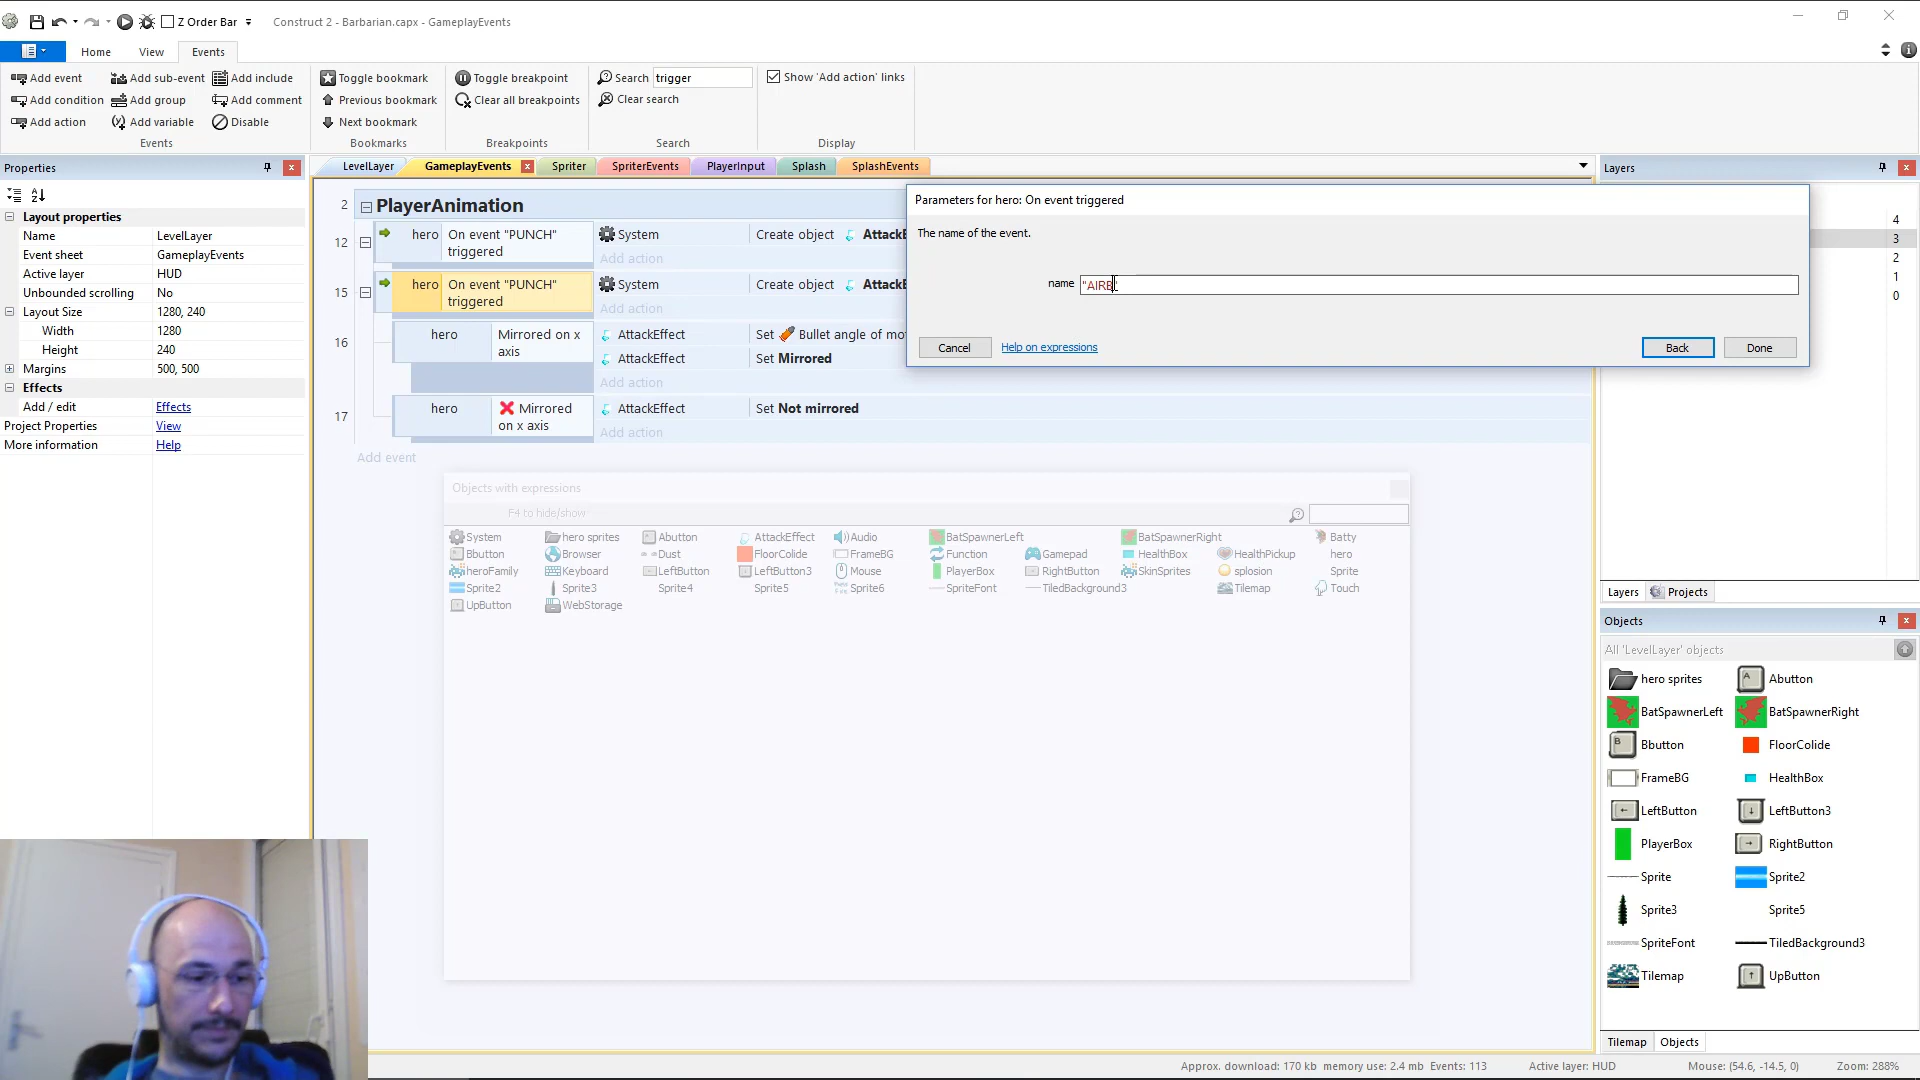 Z Order Bar
Construct 2 - Barbarian.capx - GameplayEvents
Home View Events
Add event Add sub-event Add include Toggle bookmark Toggle breakpoint Search trigger Show 'Add action' links
Add condition Add group Add comment Previous bookmark Clear all breakpoints Clear search
Add action Add variable Disable Next bookmark
Events Bookmarks Breakpoints Search Display
Properties
LevelLayer GameplayEvents Spriter SpriterEvents PlayerInput Splash SplashEvents
Layout properties
Name LevelLayer
Event sheet GameplayEvents
Active layer HUD
Unbounded scrolling No
Layout Size 1280, 240
Width 1280
Height 240
Margins 500, 500
Effects
Add / edit Effects
Project Properties View
More information Help
2 PlayerAnimation
12 hero On event "PUNCH" triggered System Create object
Add action
15 hero On event "PUNCH" triggered System Create object
Add action
16 hero Mirrored on x axis AttackEffect Set Bullet angle of
AttackEffect Set Mirrored
Add action
17 hero Mirrored on x axis AttackEffect Set Not mirrored
Add action
Add event
Parameters for hero: On event triggered
The name of the event.
name "AIRB"
Cancel Help on expressions Back Done
Objects with expressions
F4 to hide/show
System hero sprites Abutton AttackEffect Audio BatSpawnerLeft BatSpawnerRight Batty
Bbutton Browser Dust FloorColide FrameBG Function Gamepad HealthBox HealthPickup hero
heroFamily Keyboard LeftButton LeftButton3 Mouse PlayerBox RightButton SkinSprites splosion Sprite
Sprite2 Sprite3 Sprite4 Sprite5 Sprite6 SpriteFont TiledBackground3 Tilemap Touch
UpButton WebStorage
Layers
4
3
2
1
0
Layers Projects
Objects
All 'LevelLayer' objects
hero sprites Abutton
BatSpawnerLeft BatSpawnerRight
Bbutton FloorColide
FrameBG HealthBox
LeftButton LeftButton3
PlayerBox RightButton
Sprite Sprite2
Sprite3 Sprite5
SpriteFont TiledBackground3
Tilemap UpButton
Tilemap Objects
Approx. download: 170 kb memory use: 2.4 mb Events: 113 Active layer: HUD Mouse: (54.6, -14.5, 0) Zoom: 288%